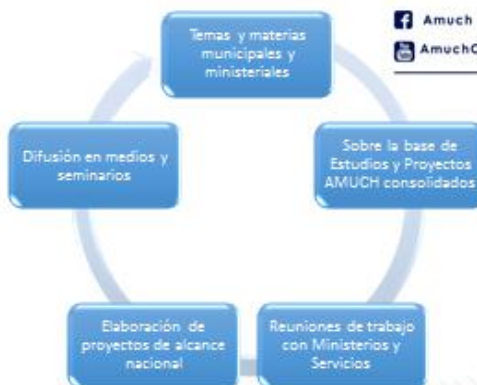 Temas y materias
municipales y
ministeriales
Amuch
Sobre la base de
Estudios y Proyectos
AMUCH consolidados
Reuniones de trabajo
con Ministerios y
Servicios
Elaboración de
proyectos de alcance
nacional
Difusión en medios y
seminarios